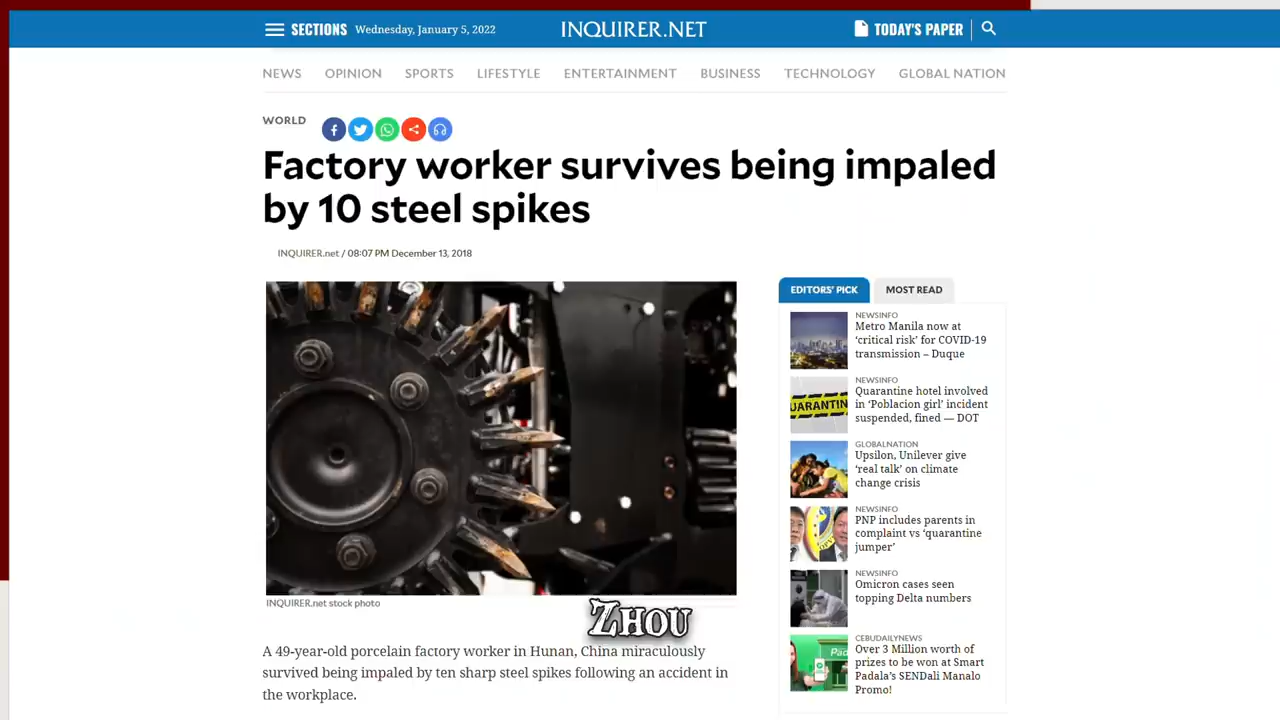 SECTIONS
Wednesday, January 5, 2022
INQUIRER.NET
TODAY'S PAPER
NEWS
OPINION
SPORTS
LIFESTYLE
ENTERTAINMENT
BUSINESS
TECHNOLOGY
GLOBAL NATION
WORLD
Factory worker survives being impaled
by 10 steel spikes
INQUIRER.net / 08:07 PM December 13, 2018
INQUIRER.net stock photo
ZHOU
A 49-year-old porcelain factory worker in Hunan, China miraculously
survived being impaled by ten sharp steel spikes following an accident in
the workplace.
EDITORS' PICK
MOST READ
NEWSINFO
Metro Manila now at
‘critical risk’ for COVID-19
transmission – Duque
QUARANTIN
NEWSINFO
Quarantine hotel involved
in ‘Poblacion girl’ incident
suspended, fined — DOT
GLOBALNATION
Upsilon, Unilever give
‘real talk’ on climate
change crisis
NEWSINFO
PNP includes parents in
complaint vs ‘quarantine
jumper’
NEWSINFO
Omicron cases seen
topping Delta numbers
Pad
CEBUDAILYNEWS
Over 3 Million worth of
prizes to be won at Smart
Padala’s SENDali Manalo
Promo!